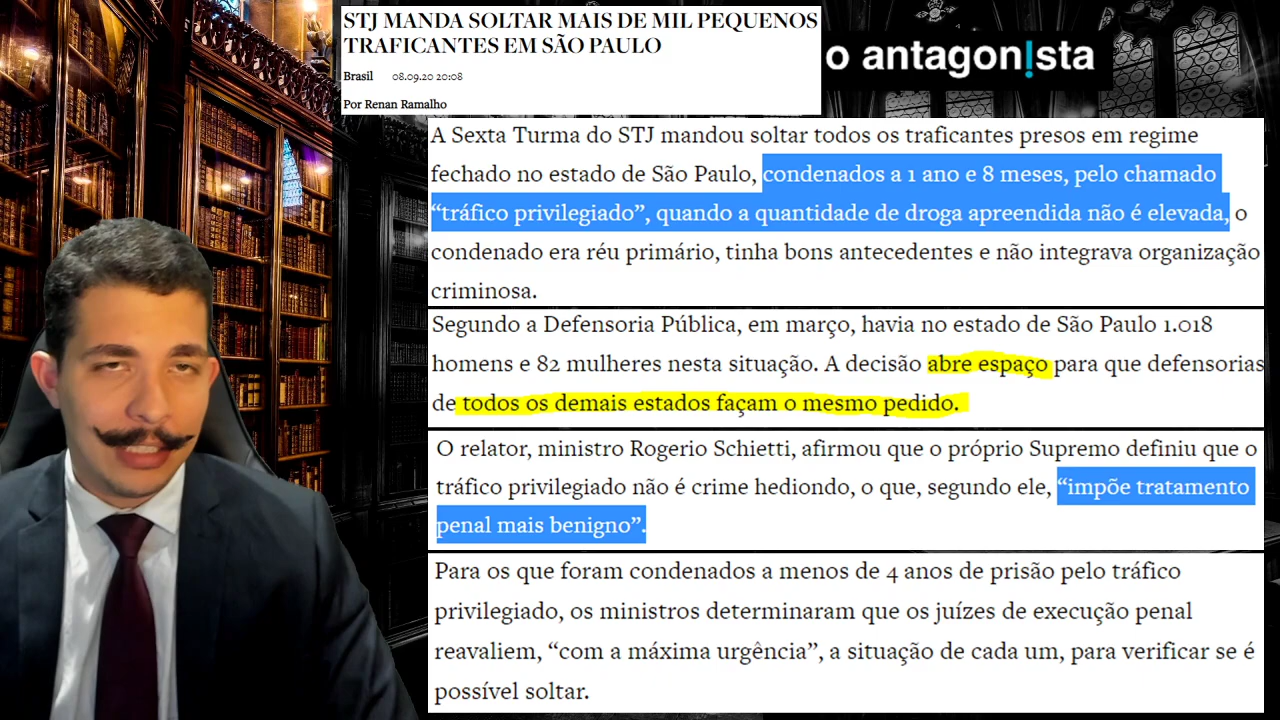 STJ MANDA SOLTAR MAIS DE MIL PEQUENOS
TRAFICANTES EM SÃO PAULO
Brasil 08.09.20 20:08
Por Renan Ramalho
o antagon!sta
A Sexta Turma do STJ mandou soltar todos os traficantes presos em regime
fechado no estado de São Paulo, condenados a 1 ano e 8 meses, pelo chamado
“tráfico privilegiado”, quando a quantidade de droga apreendida não é elevada, o
condenado era réu primário, tinha bons antecedentes e não integrava organização
criminosa.
Segundo a Defensoria Pública, em março, havia no estado de São Paulo 1.018
homens e 82 mulheres nesta situação. A decisão abre espaço para que defensorias
de todos os demais estados façam o mesmo pedido.
O relator, ministro Rogerio Schietti, afirmou que o próprio Supremo definiu que o
tráfico privilegiado não é crime hediondo, o que, segundo ele, “impõe tratamento
penal mais benigno”.
Para os que foram condenados a menos de 4 anos de prisão pelo tráfico
privilegiado, os ministros determinaram que os juízes de execução penal
reavaliem, “com a máxima urgência”, a situação de cada um, para verificar se é
possível soltar.